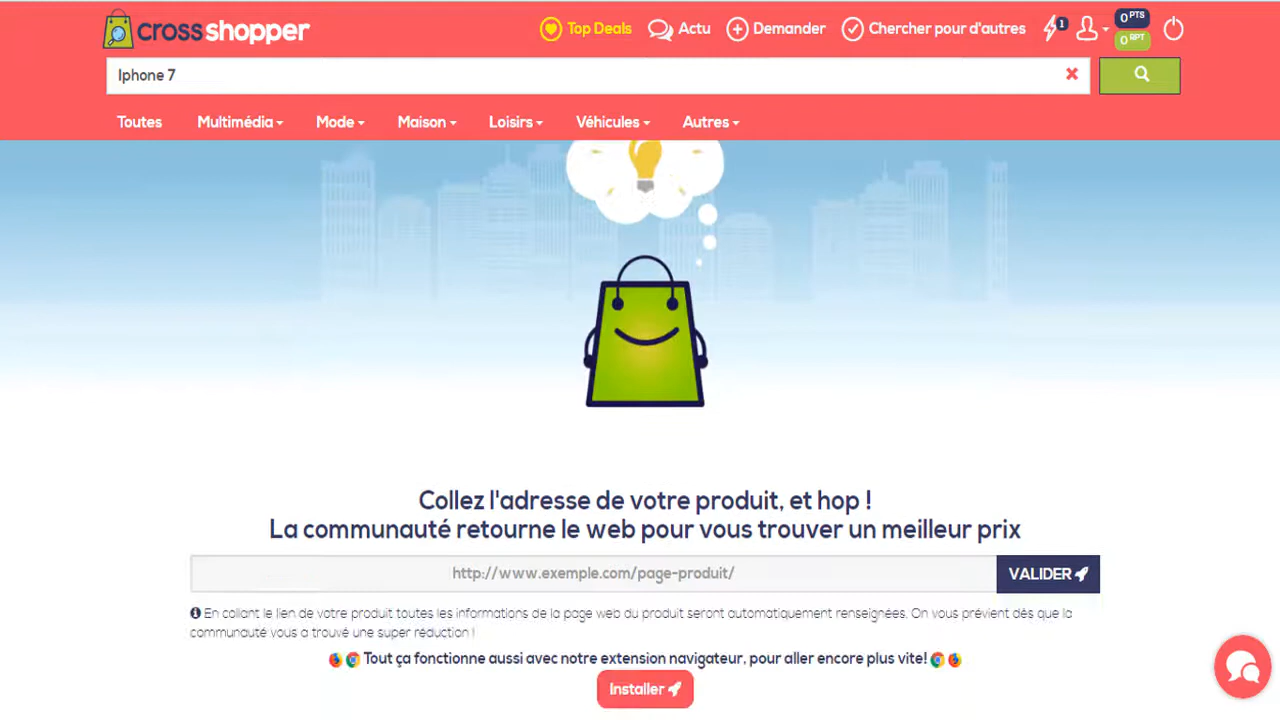 crossshopper
Top Deals Actu Demander Chercher pour d'autres 1 0 PTS
0 RPT
Iphone 7
Toutes Multimédia Mode Maison Loisirs Véhicules Autres
Collez l'adresse de votre produit, et hop !
La communauté retourne le web pour vous trouver un meilleur prix
http://www.exemple.com/page-produit/ VALIDER
En collant le lien de votre produit toutes les informations de la page web du produit seront automatiquement renseignées. On vous prévient dès que la
communauté vous a trouvé une super réduction !
Tout ça fonctionne aussi avec notre extension navigateur, pour aller encore plus vite!
Installer